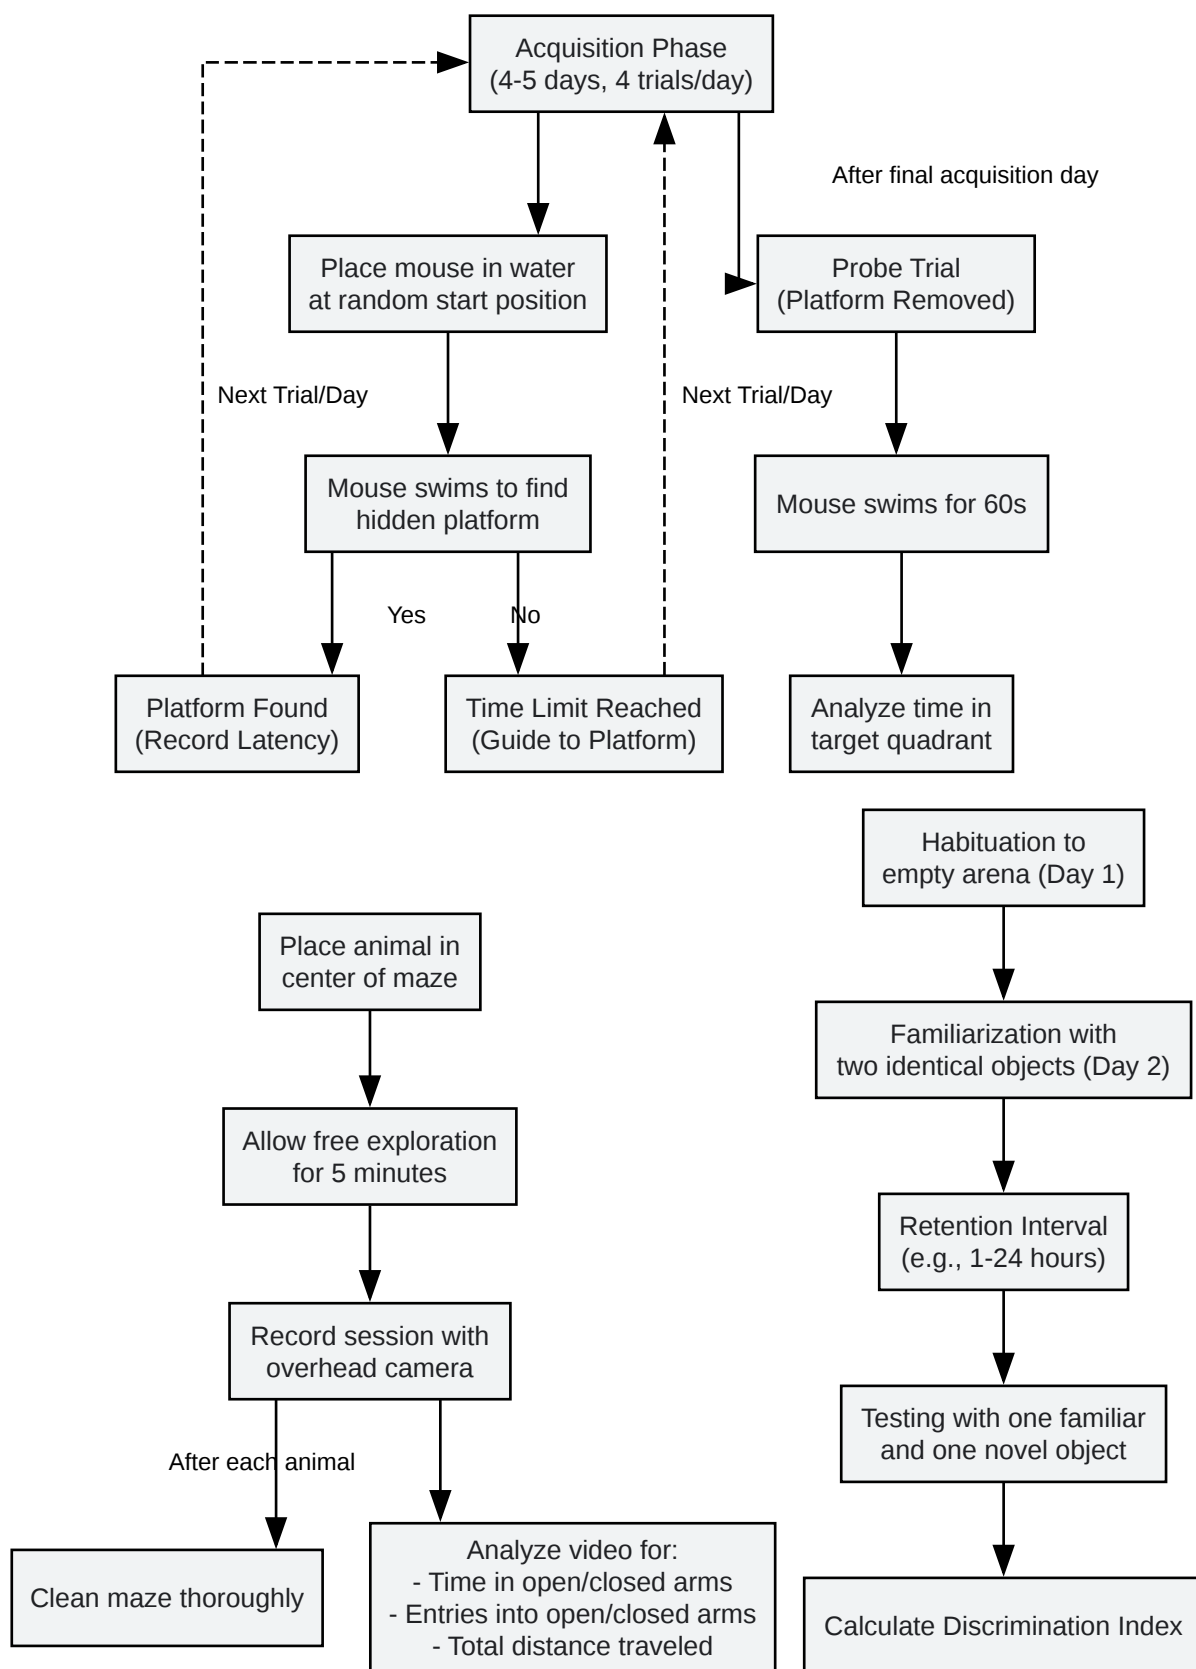 Acquisition Phase
(4-5 days, 4 trials/day)
After final acquisition day
Place mouse in water
at random start position
Probe Trial
(Platform Removed)
Next Trial/Day
Next Trial/Day
Mouse swims to find
hidden platform
Mouse swims for 60s
Yes
No
Platform Found
(Record Latency)
Time Limit Reached
(Guide to Platform)
Analyze time in
target quadrant
Place animal in
center of maze
Allow free exploration
for 5 minutes
Record session with
overhead camera
After each animal
Clean maze thoroughly
Analyze video for:
- Time in open/closed arms
- Entries into open/closed arms
- Total distance traveled
Habituation to
empty arena (Day 1)
Familiarization with
two identical objects (Day 2)
Retention Interval
(e.g., 1-24 hours)
Testing with one familiar
and one novel object
Calculate Discrimination Index